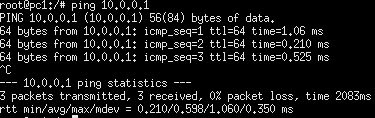 root@pc1:/# ping 10.0.0.1
PING 10.0.0.1 (10.0.0.1) 56(84) bytes of data.
64 bytes from 10.0.0.1: icmp_seq=1 ttl=64 time=1.06 ms
64 bytes from 10.0.0.1: icmp_seq=2 ttl=64 time=0.210 ms
64 bytes from 10.0.0.1: icmp_seq=3 ttl=64 time=0.525 ms
^C
--- 10.0.0.1 ping statistics ---
3 packets transmitted, 3 received, 0% packet loss, time 2083ms
rtt min/avg/max/mdev = 0.210/0.598/1.060/0.350 ms